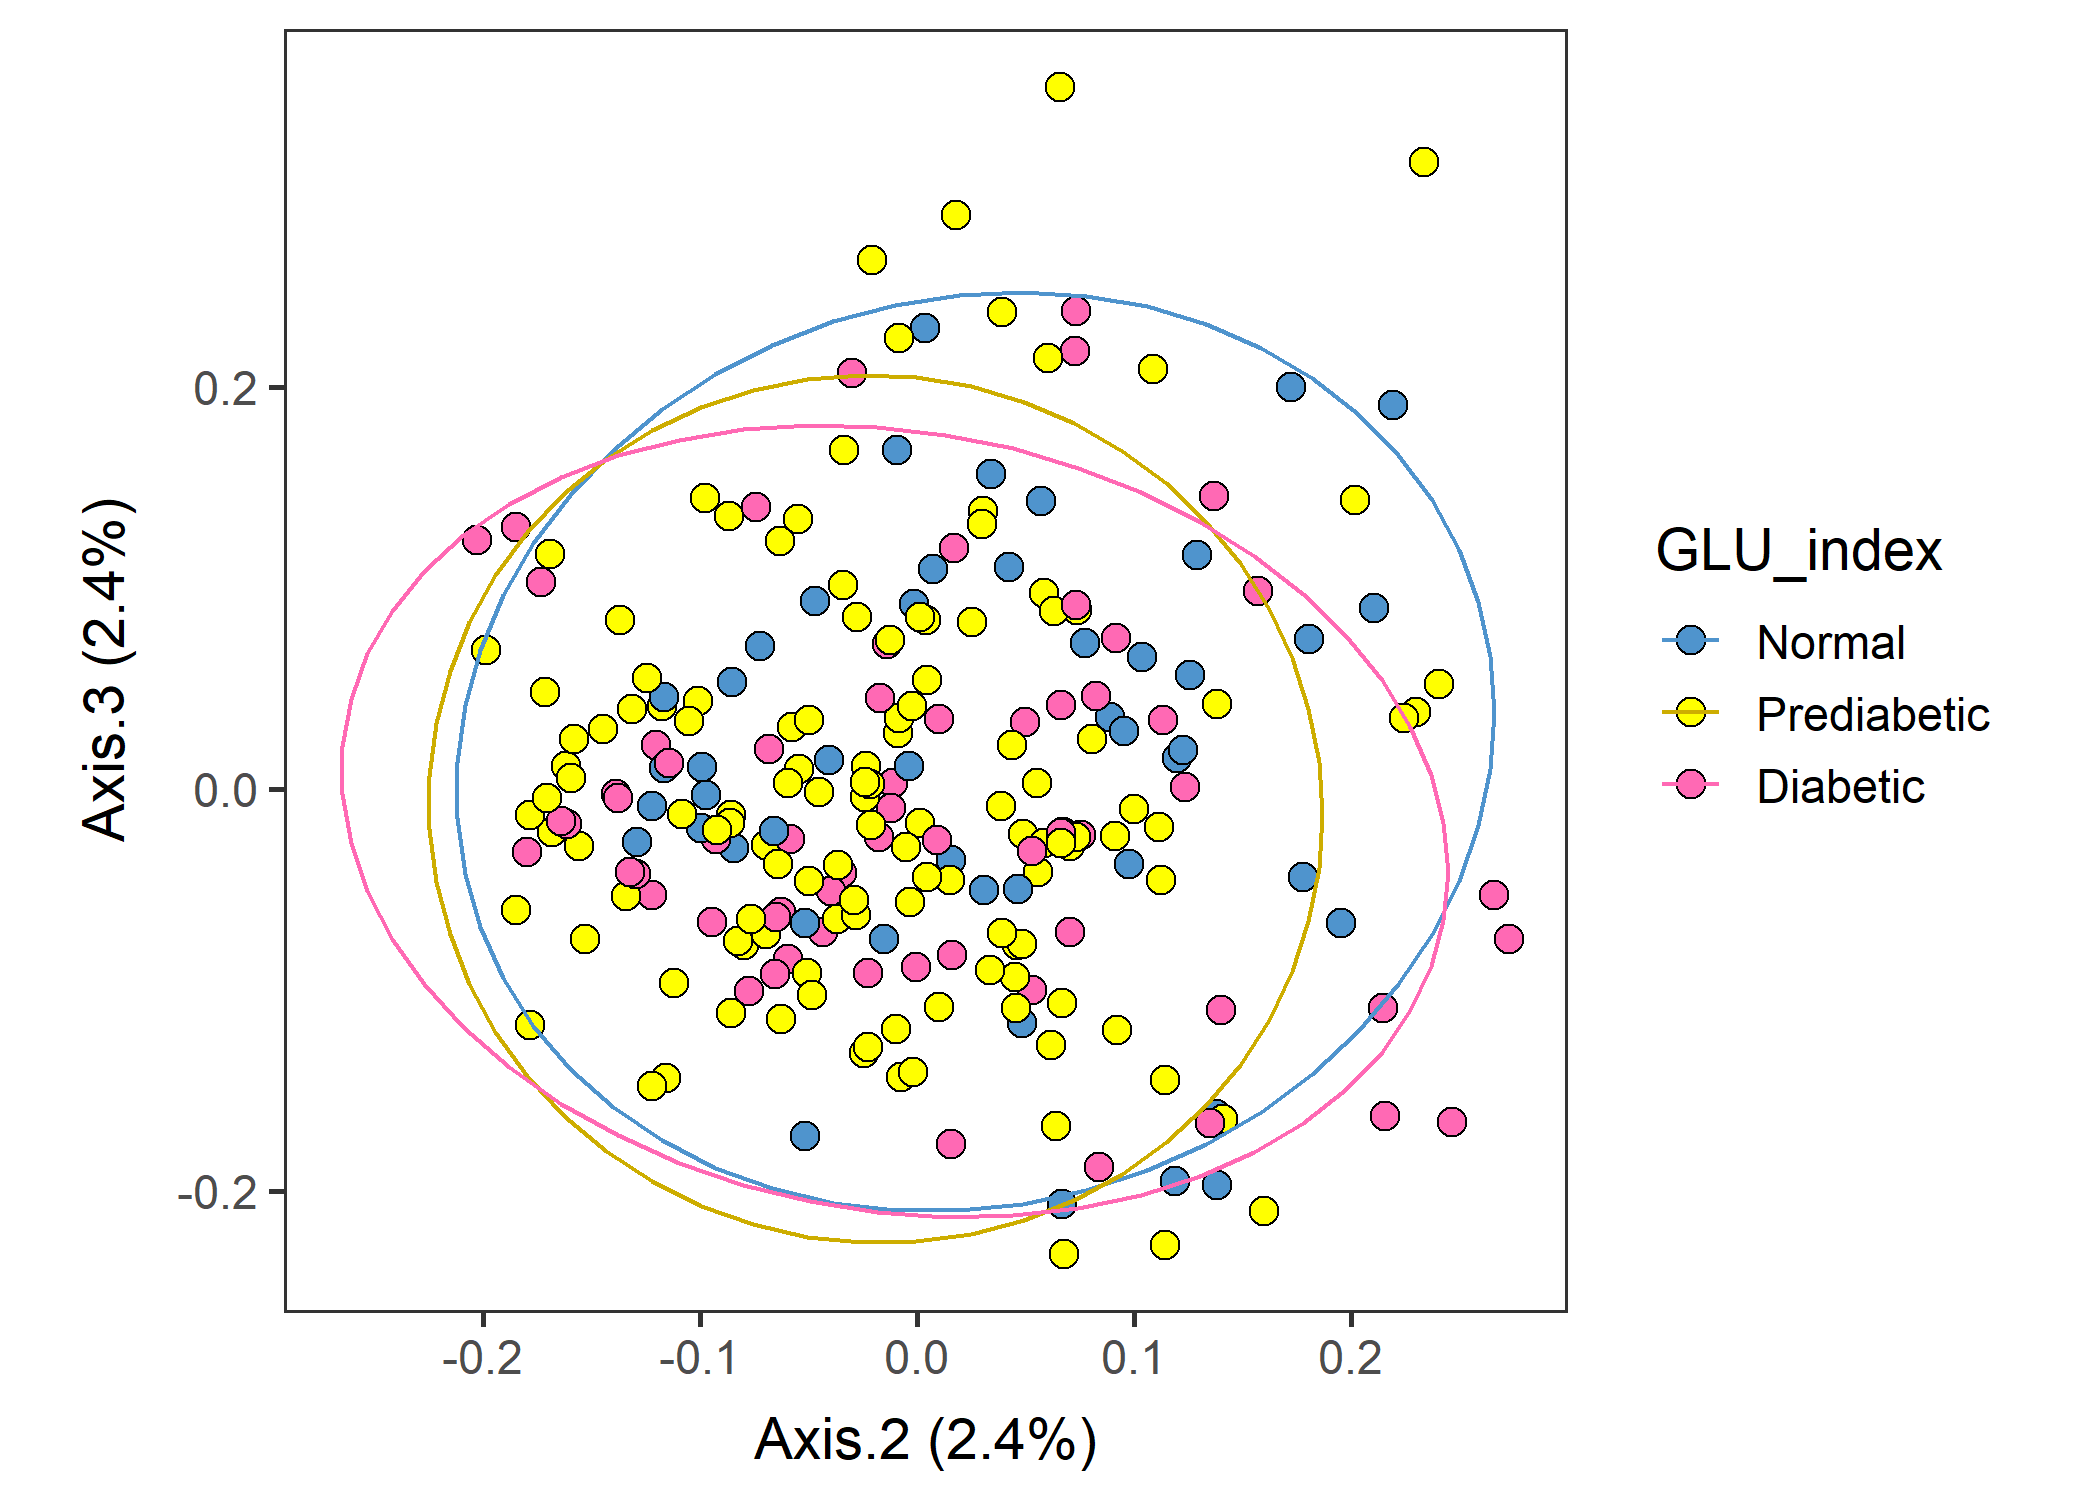 Axis.3 (2.4%)
0.2
0.0
-0.2
-0.2 -0.1 0.0 0.1 0.2
Axis.2 (2.4%)
GLU_index
Normal
Prediabetic
Diabetic